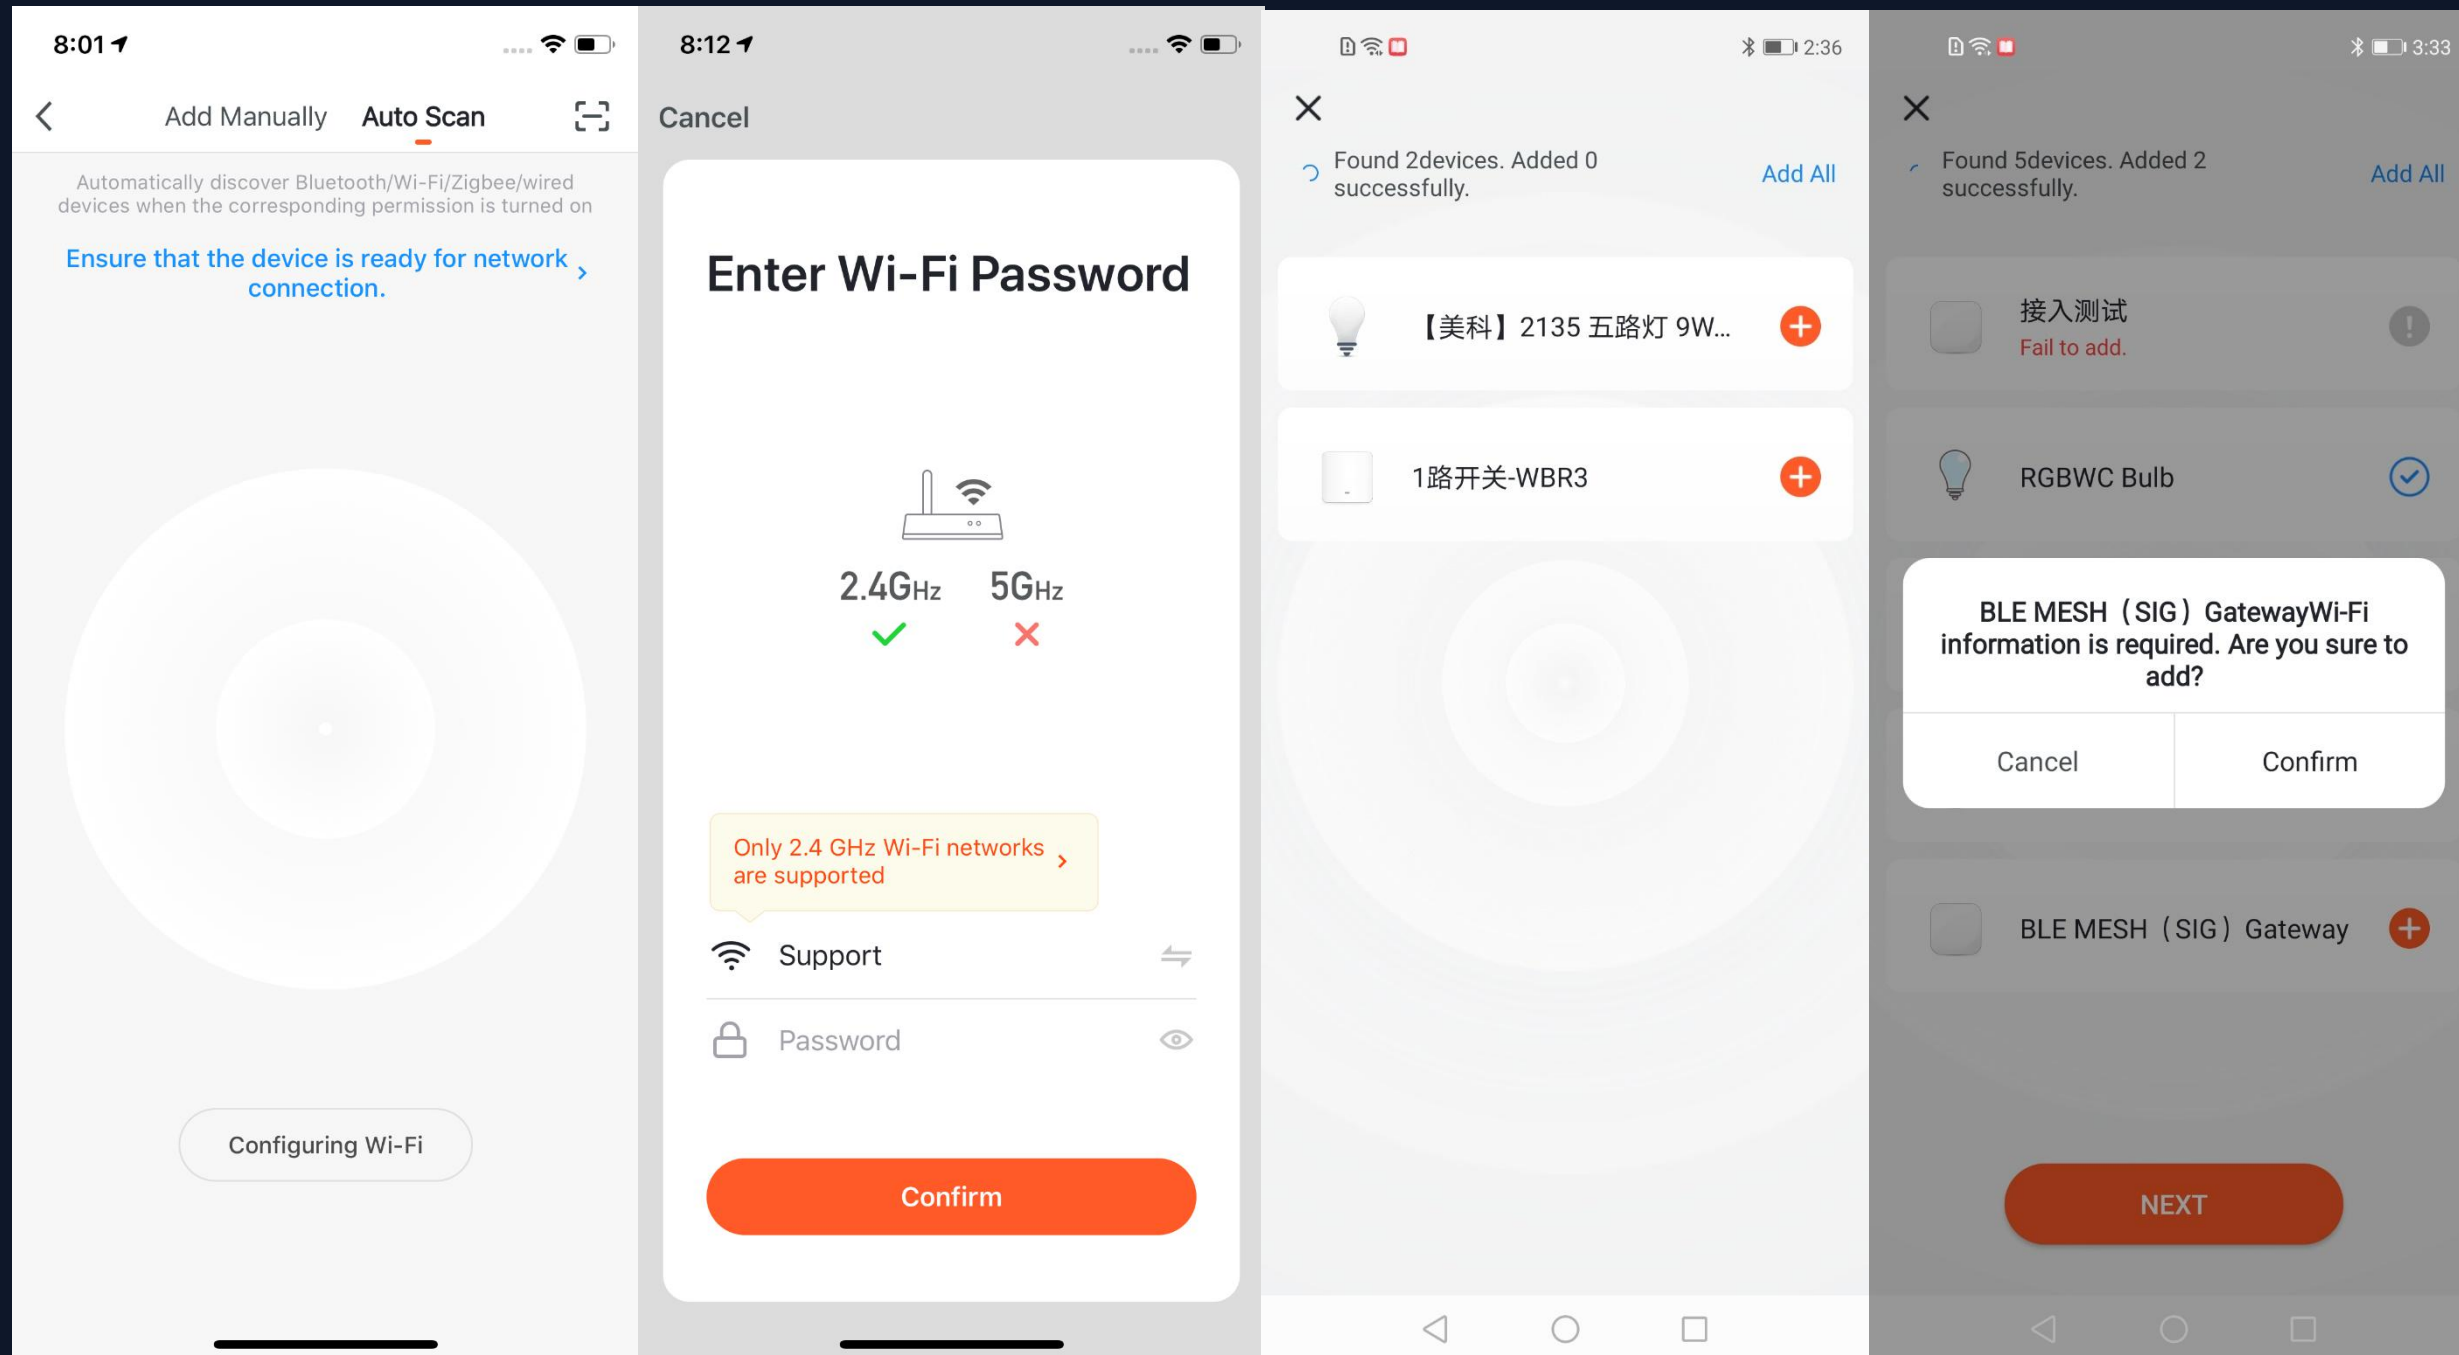 8:01
Add Manually Auto Scan
Automatically discover Bluetooth/Wi-Fi/Zigbee/wired
devices when the corresponding permission is turned on
Ensure that the device is ready for network
connection.
Configuring Wi-Fi
8:12
Cancel
Enter Wi-Fi Password
2.4GHz 5GHz
Only 2.4 GHz Wi-Fi networks
are supported
Support
Password
Confirm
2:36
Found 2devices. Added 0
successfully.
Add All
【美科】2135 五路灯 9W...
1路开关-WBR3
3:33
Found 5devices. Added 2
successfully.
Add All
接入测试
Fail to add.
RGBWC Bulb
BLE MESH（SIG）GatewayWi-Fi
information is required. Are you sure to
add?
Cancel Confirm
BLE MESH（SIG）Gateway
NEXT